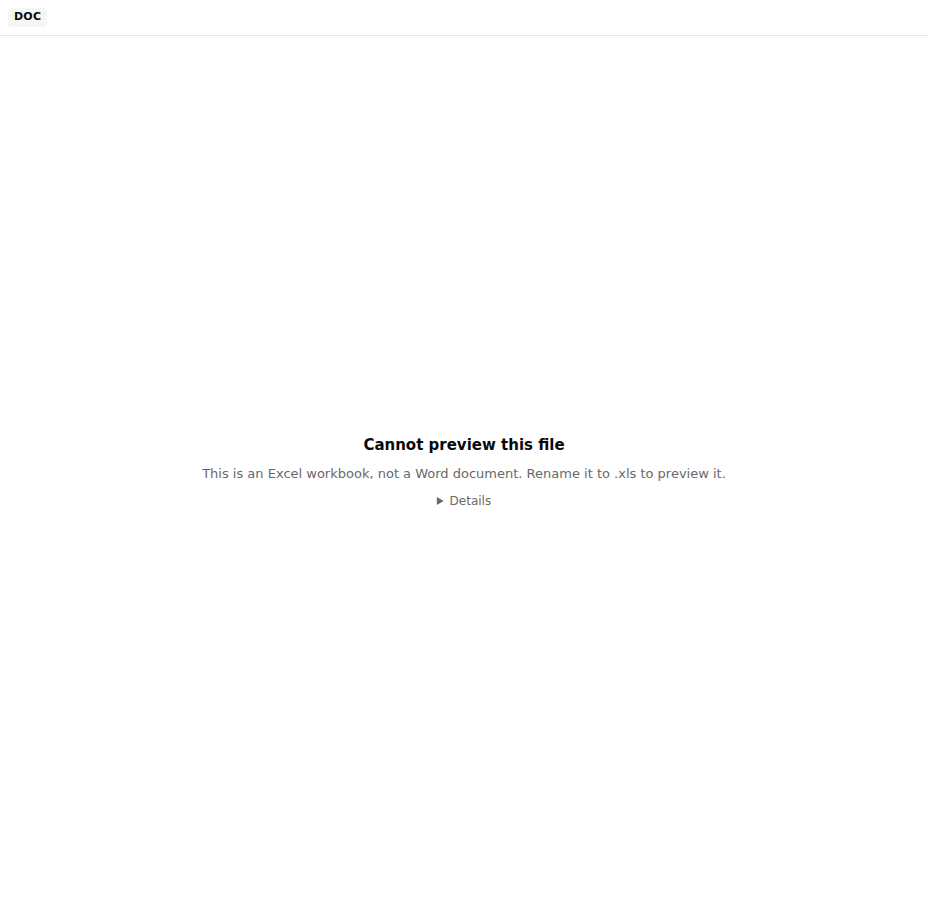 DOC
Cannot preview this file
This is an Excel workbook, not a Word document. Rename it to .xls to preview it.
Details